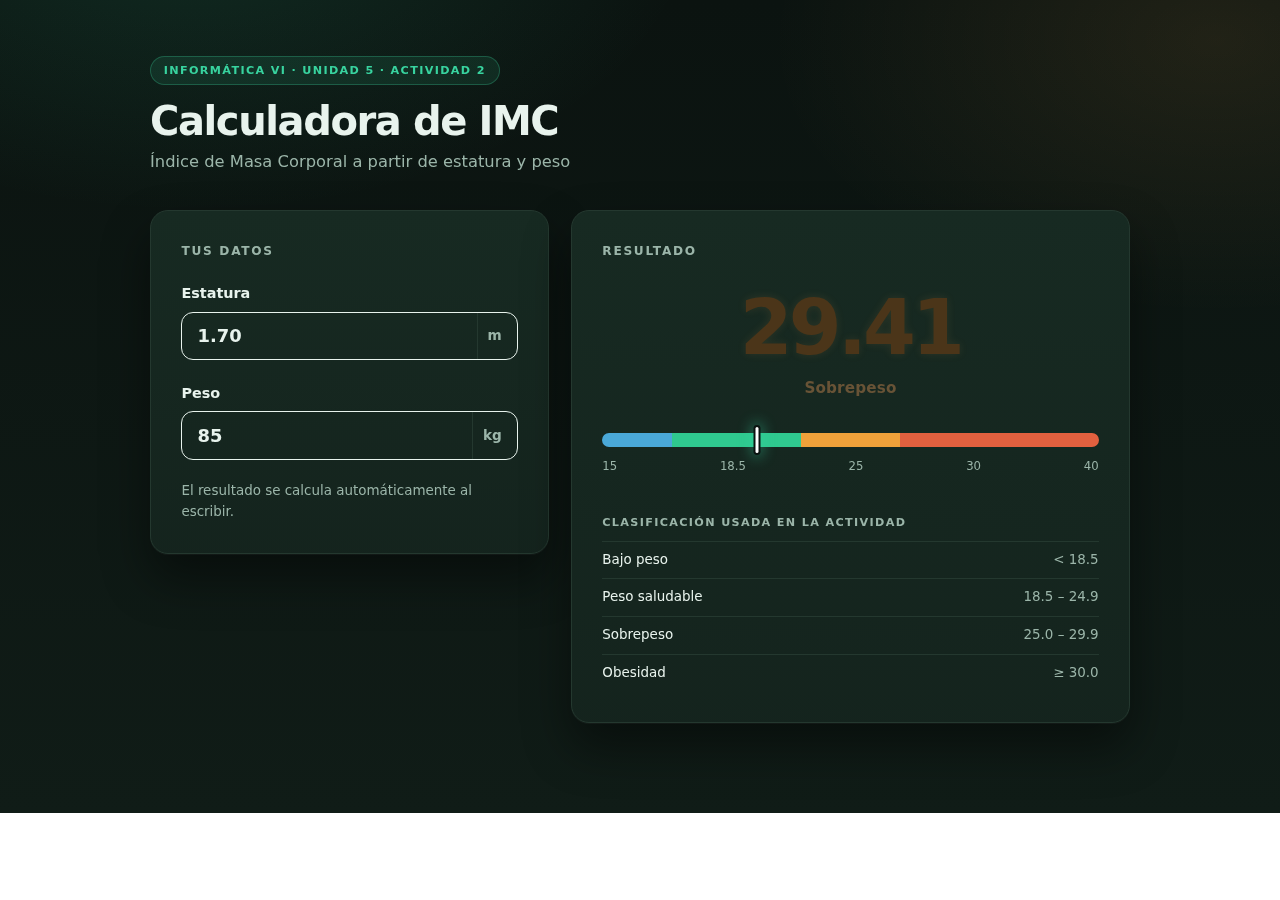 INFORMÁTICA VI · UNIDAD 5 · ACTIVIDAD 2
Calculadora de IMC
Índice de Masa Corporal a partir de estatura y peso
TUS DATOS
Estatura
1.70 m
Peso
85 kg
El resultado se calcula automáticamente al
escribir.
RESULTADO
29.41
Sobrepeso
15 18.5 25 30 40
CLASIFICACIÓN USADA EN LA ACTIVIDAD
Bajo peso < 18.5
Peso saludable 18.5 – 24.9
Sobrepeso 25.0 – 29.9
Obesidad ≥ 30.0